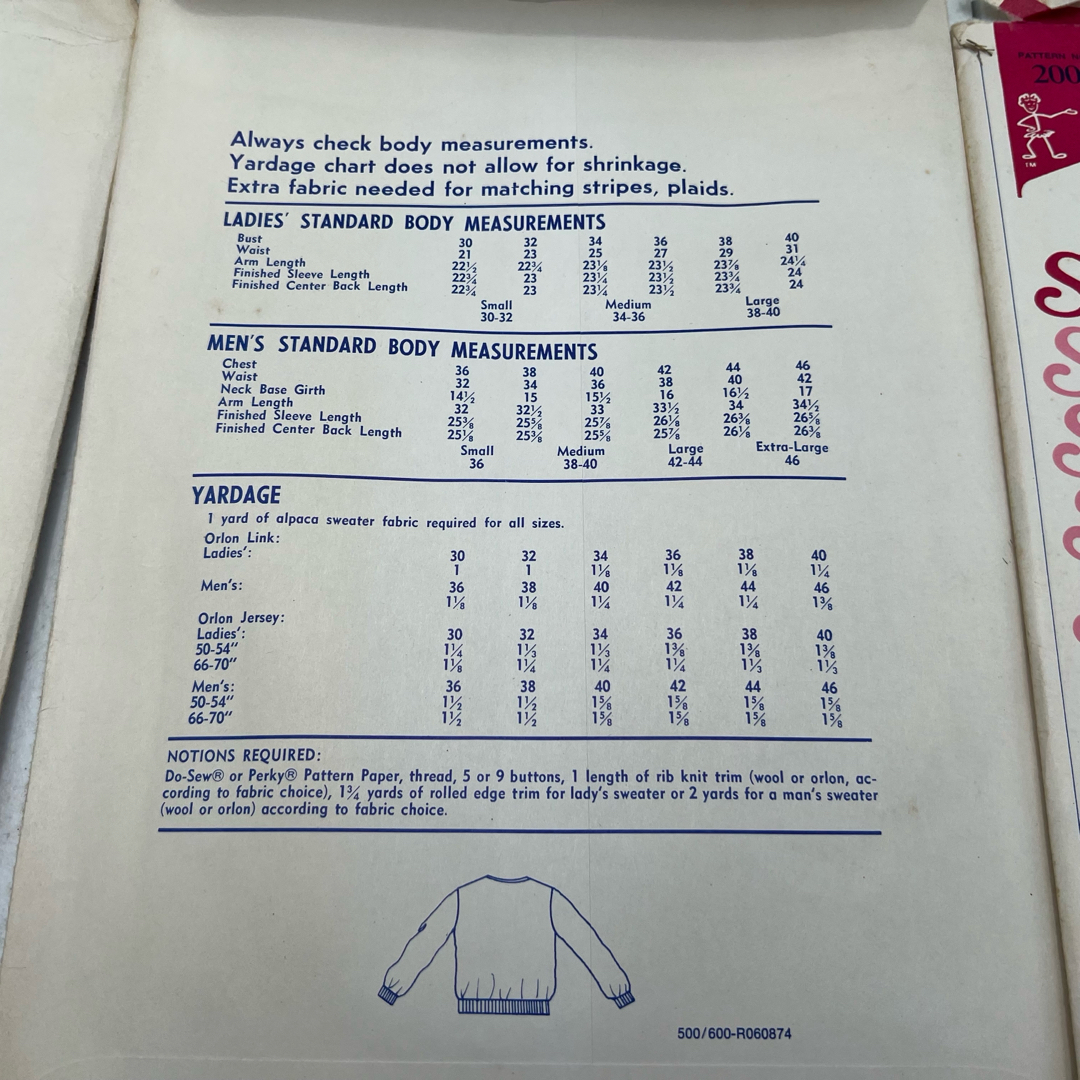 Always check body measurements.
Yardage chart does not allow for shrinkage.
Extra fabric needed for matching stripes, plaids.
LADIES' STANDARD BODY MEASUREMENTS
Bust 30 32 34 36 38 40
Waist 21 23 25 27 29 31
Arm Length 22½ 22¾ 23⅛ 23½ 23⅞ 24¼
Finished Sleeve Length 22¾ 23 23¼ 23½ 23¾ 24
Finished Center Back Length 22¾ 23 23¼ 23½ 23¾ 24
Small Medium Large
30-32 34-36 38-40
MEN'S STANDARD BODY MEASUREMENTS
Chest 36 38 40 42 44 46
Waist 32 34 36 38 40 42
Neck Base Girth 14½ 15 15½ 16 16½ 17
Arm Length 32 32½ 33 33½ 34 34½
Finished Sleeve Length 25⅜ 25⅝ 25⅞ 26⅛ 26⅜ 26⅝
Finished Center Back Length 25⅛ 25⅜ 25⅝ 25⅞ 26⅛ 26⅜
Small Medium Large Extra-Large
36 38-40 42-44 46
YARDAGE
1 yard of alpaca sweater fabric required for all sizes.
Orlon Link:
Ladies': 30 32 34 36 38 40
1 1 1⅛ 1⅛ 1⅛ 1¼
Men's: 36 38 40 42 44 46
1⅛ 1⅛ 1¼ 1¼ 1¼ 1⅜
Orlon Jersey:
Ladies': 30 32 34 36 38 40
50-54" 1¼ 1⅓ 1⅓ 1⅜ 1⅜ 1⅜
66-70" 1⅛ 1¼ 1¼ 1¼ 1⅓ 1⅓
Men's: 36 38 40 42 44 46
50-54" 1½ 1½ 1⅝ 1⅝ 1⅝ 1⅝
66-70" 1½ 1½ 1⅝ 1⅝ 1⅝ 1⅝
NOTIONS REQUIRED:
Do-Sew® or Perky® Pattern Paper, thread, 5 or 9 buttons, 1 length of rib knit trim (wool or orlon, ac-
cording to fabric choice), 1¾ yards of rolled edge trim for lady's sweater or 2 yards for a man's sweater
(wool or orlon) according to fabric choice.
500/600-R060874
PATTERN
200
TM